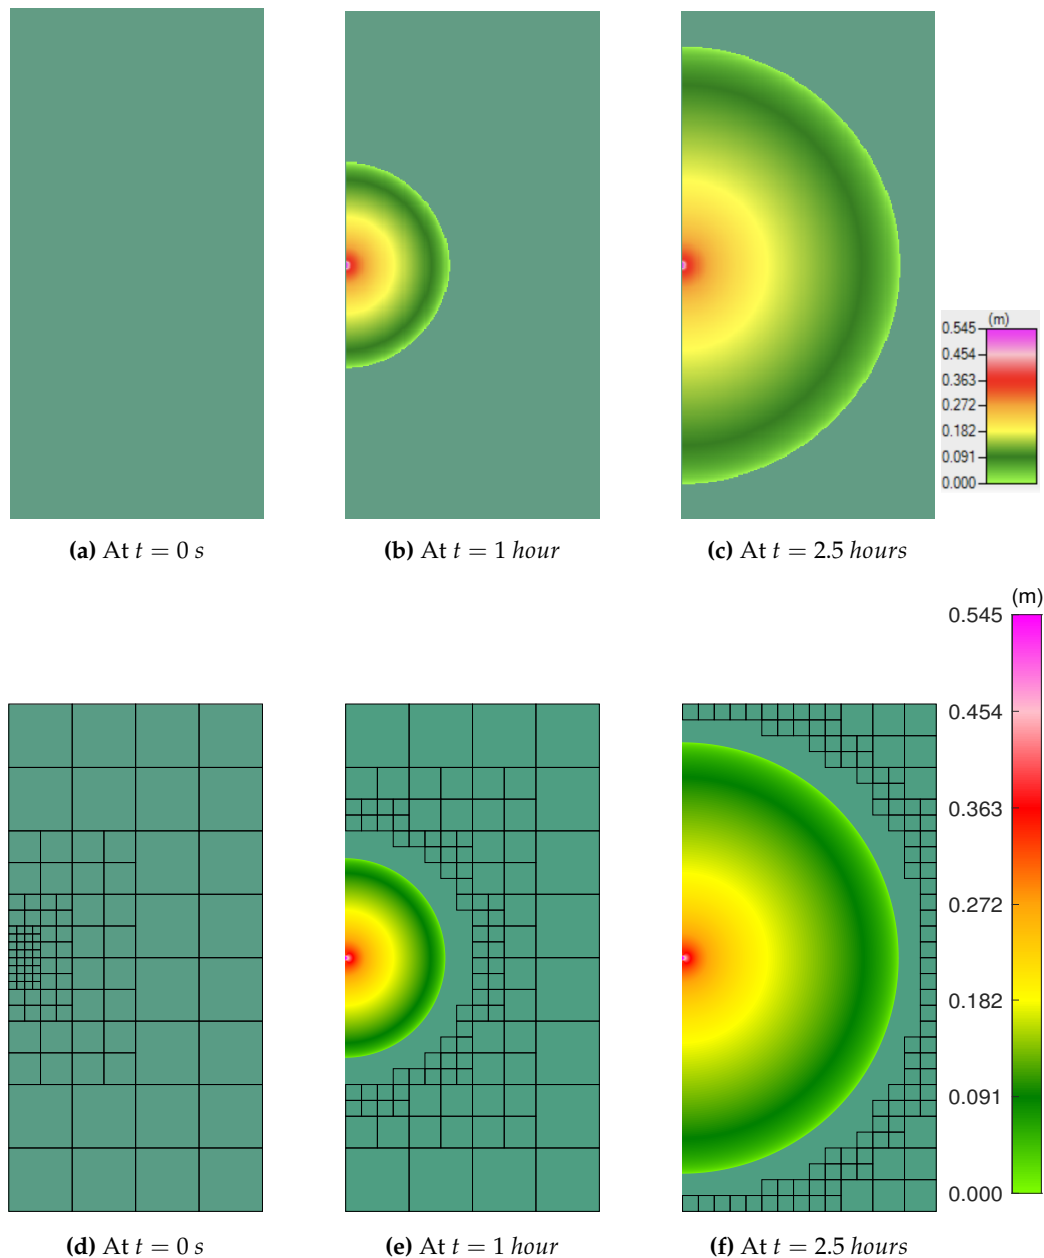 (m)
0.545
0.454
0.363
0.272
0.182
0.091
0.000
(a) At t = 0 s
(b) At t = 1 hour
(c) At t = 2.5 hours
(m)
0.545
0.454
0.363
0.272
0.182
0.091
0.000
(d) At t = 0 s
(e) At t = 1 hour
(f) At t = 2.5 hours